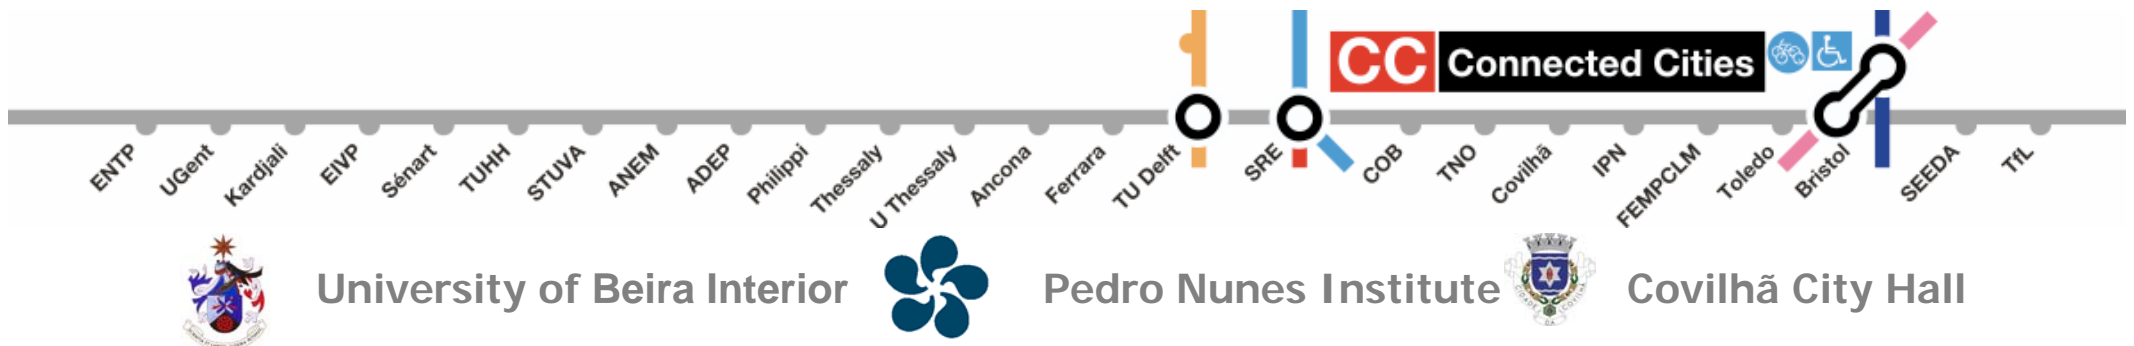 CC Connected Cities
ENTP
UGent
Kardjali
EIVP
Sénart
TUHH
STUVA
ANEM
ADEP
Philippi
Thessaly
U Thessaly
Ancona
Ferrara
TU Delft
SRE
COB
TNO
Covilhã
IPN
FEMPCLM
Toledo
Bristol
SEEDA
TfL
University of Beira Interior
Pedro Nunes Institute
Covilhã City Hall